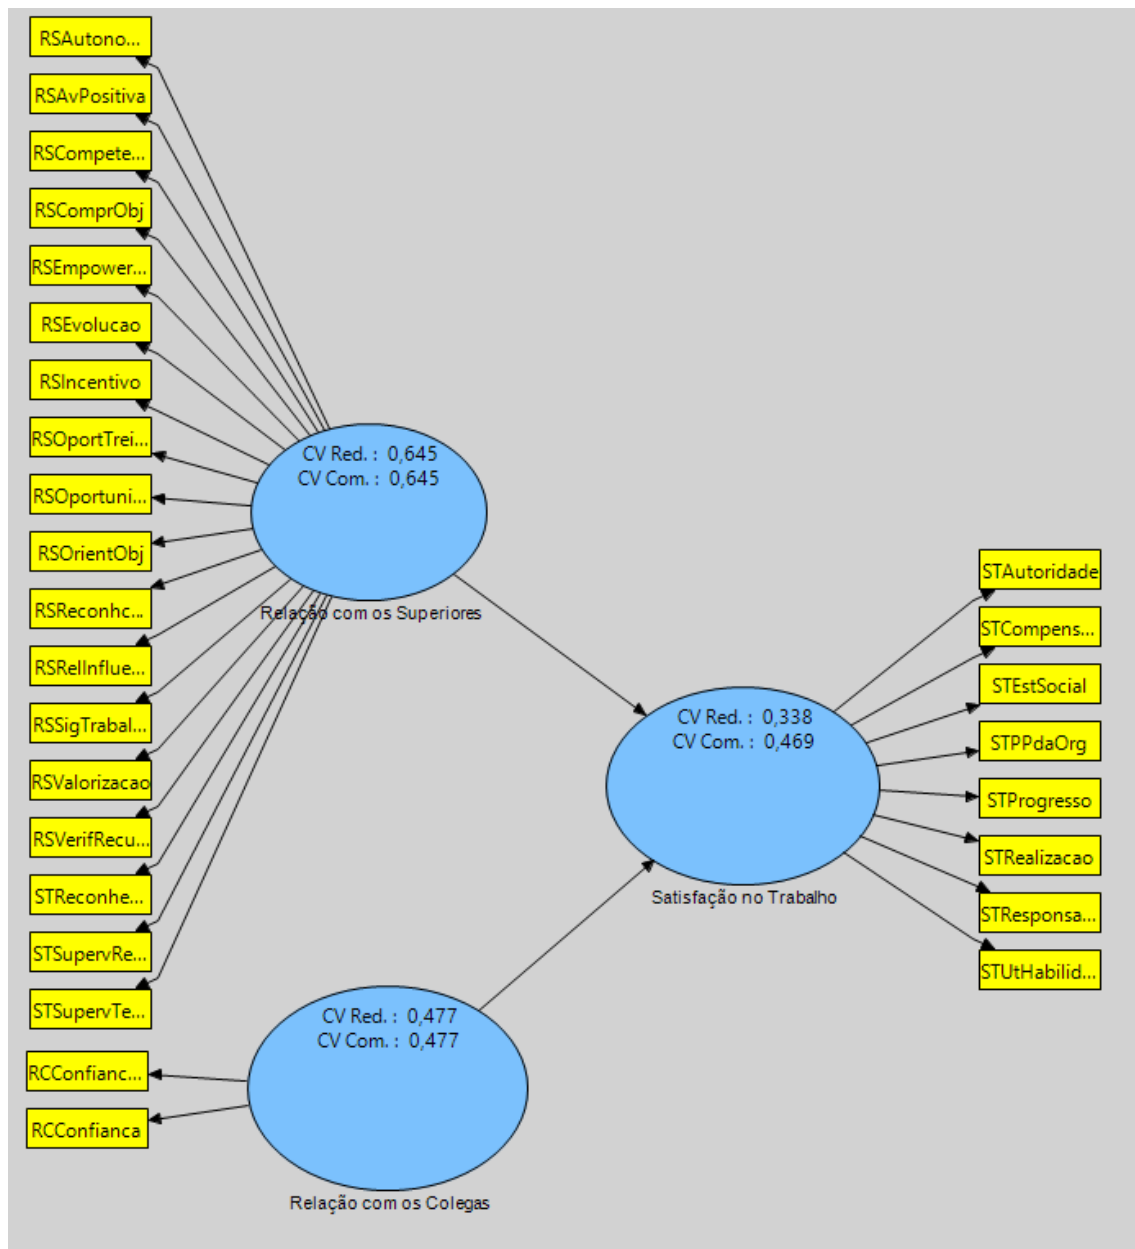 RSAutono...
RSAvPositiva
RSCompete...
RSComprObj
RSEmpower...
RSEvolucao
RSIncentivo
RSOportTrei...
RSOportuni...
RSOrientObj
RSReconhc...
RSRelInflue...
RSSigTrabal...
RSValorizacao
RSVerifRecu...
STReconhe...
STSupervRe...
STSupervTe...
RCConfianc...
RCConfianca
CV Red. : 0,645
CV Com. : 0,645
Relação com os Superiores
CV Red. : 0,477
CV Com. : 0,477
Relação com os Colegas
CV Red. : 0,338
CV Com. : 0,469
Satisfação no Trabalho
STAutoridade
STCompens...
STEstSocial
STPPdaOrg
STProgresso
STRealizacao
STResponsa...
STUtHabilid...